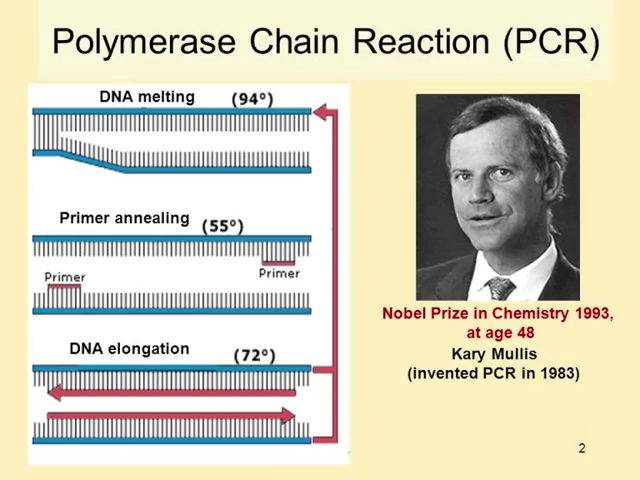 Polymerase Chain Reaction (PCR)
DNA melting (94°)
Primer annealing (55°)
Primer
Primer
DNA elongation (72°)
Nobel Prize in Chemistry 1993,
at age 48
Kary Mullis
(invented PCR in 1983)
2